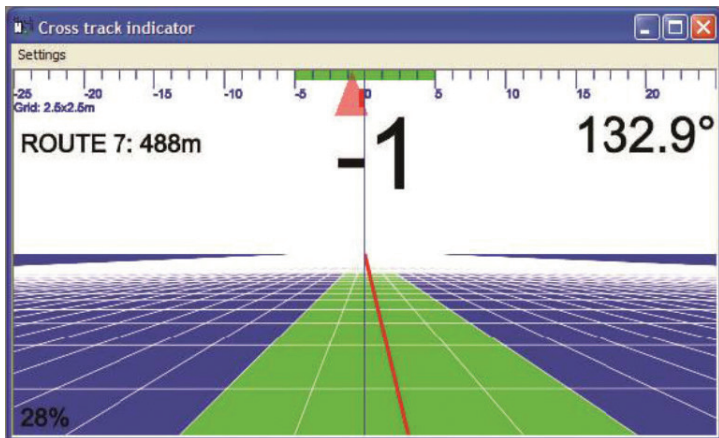 Cross track indicator
Settings
-25 -20 -15 -10 -5 0 5 10 15 20
Grid: 2.5x2.5m
ROUTE 7: 488m
-1
132.9°
28%